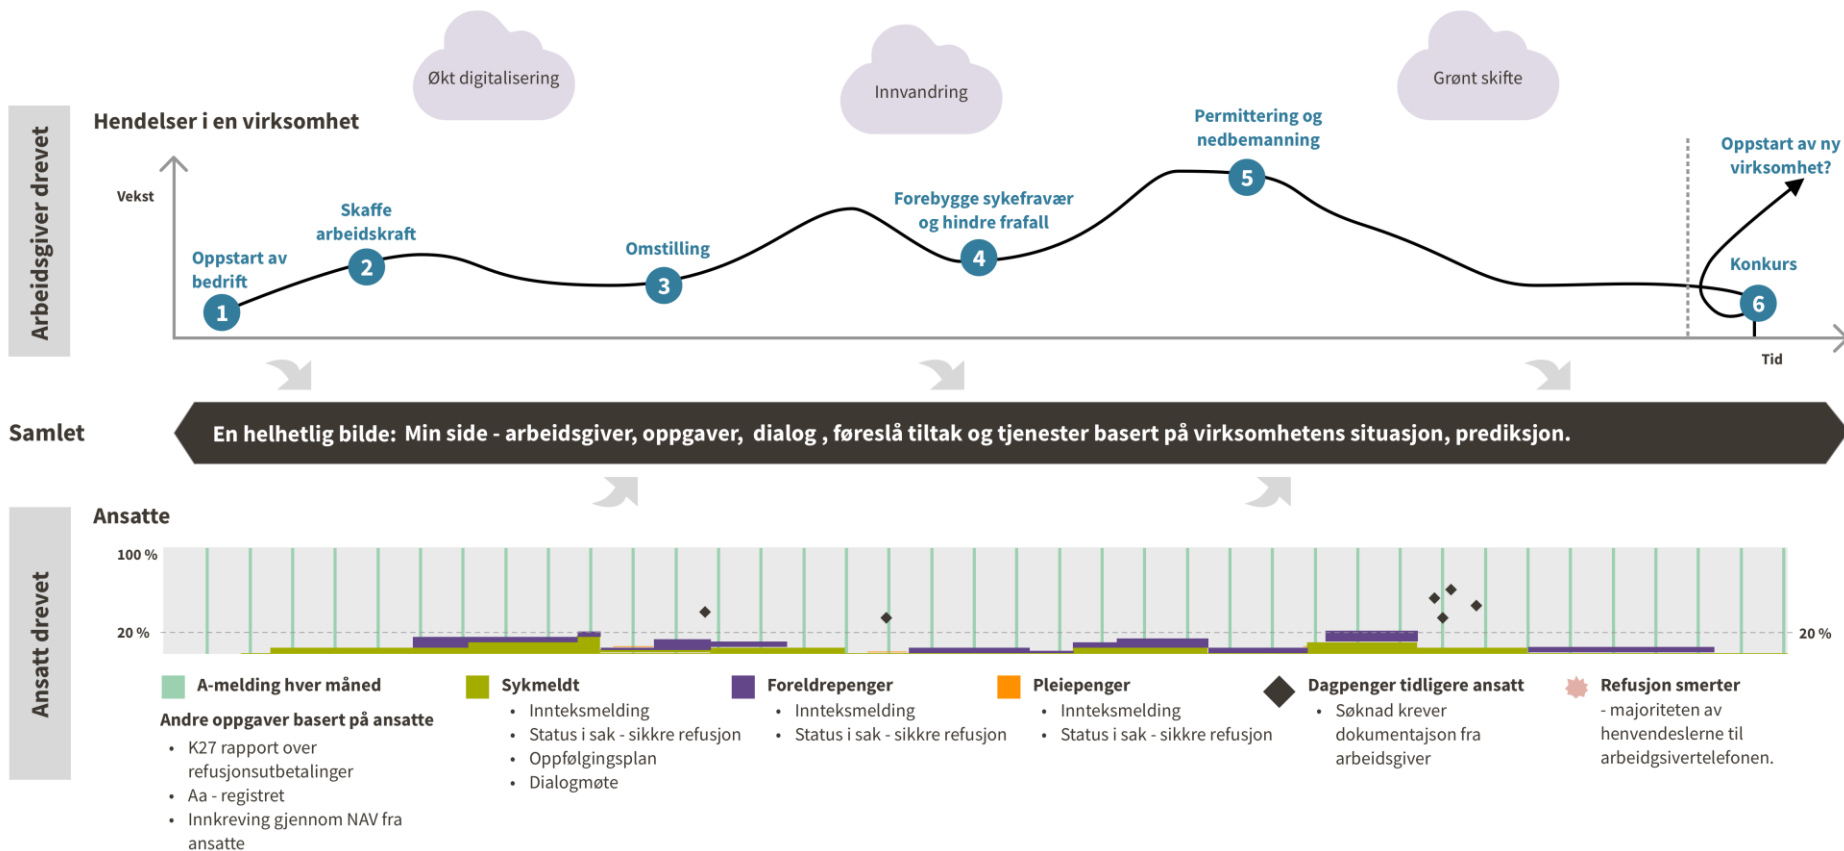 Økt digitalisering
Innvandring
Grønt skifte
Arbeidsgiver drevet
Hendelser i en virksomhet
Vekst
Oppstart av
bedrift
1
Skaffe
arbeidskraft
2
Omstilling
3
Forebygge sykefravær
og hindre frafall
4
Permittering og
nedbemanning
5
Oppstart av ny
virksomhet?
Konkurs
6
Tid
Samlet
En helhetlig bilde: Min side - arbeidsgiver, oppgaver, dialog , føreslå tiltak og tjenester basert på virksomhetens situasjon, prediksjon.
Ansatt drevet
Ansatte
100 %
20 %
20 %
A-melding hver måned
Andre oppgaver basert på ansatte
• K27 rapport over
refusjonsutbetalinger
• Aa - registret
• Innkreving gjennom NAV fra
ansatte
Sykmeldt
• Innteksmelding
• Status i sak - sikkre refusjon
• Oppfølgingsplan
• Dialogmøte
Foreldrepenger
• Innteksmelding
• Status i sak - sikkre refusjon
Pleiepenger
• Innteksmelding
• Status i sak - sikkre refusjon
Dagpenger tidligere ansatt
• Søknad krever
dokumentajson fra
arbeidsgiver
Refusjon smerter
- majoriteten av
henvendeslerne til
arbeidgsivertelefonen.